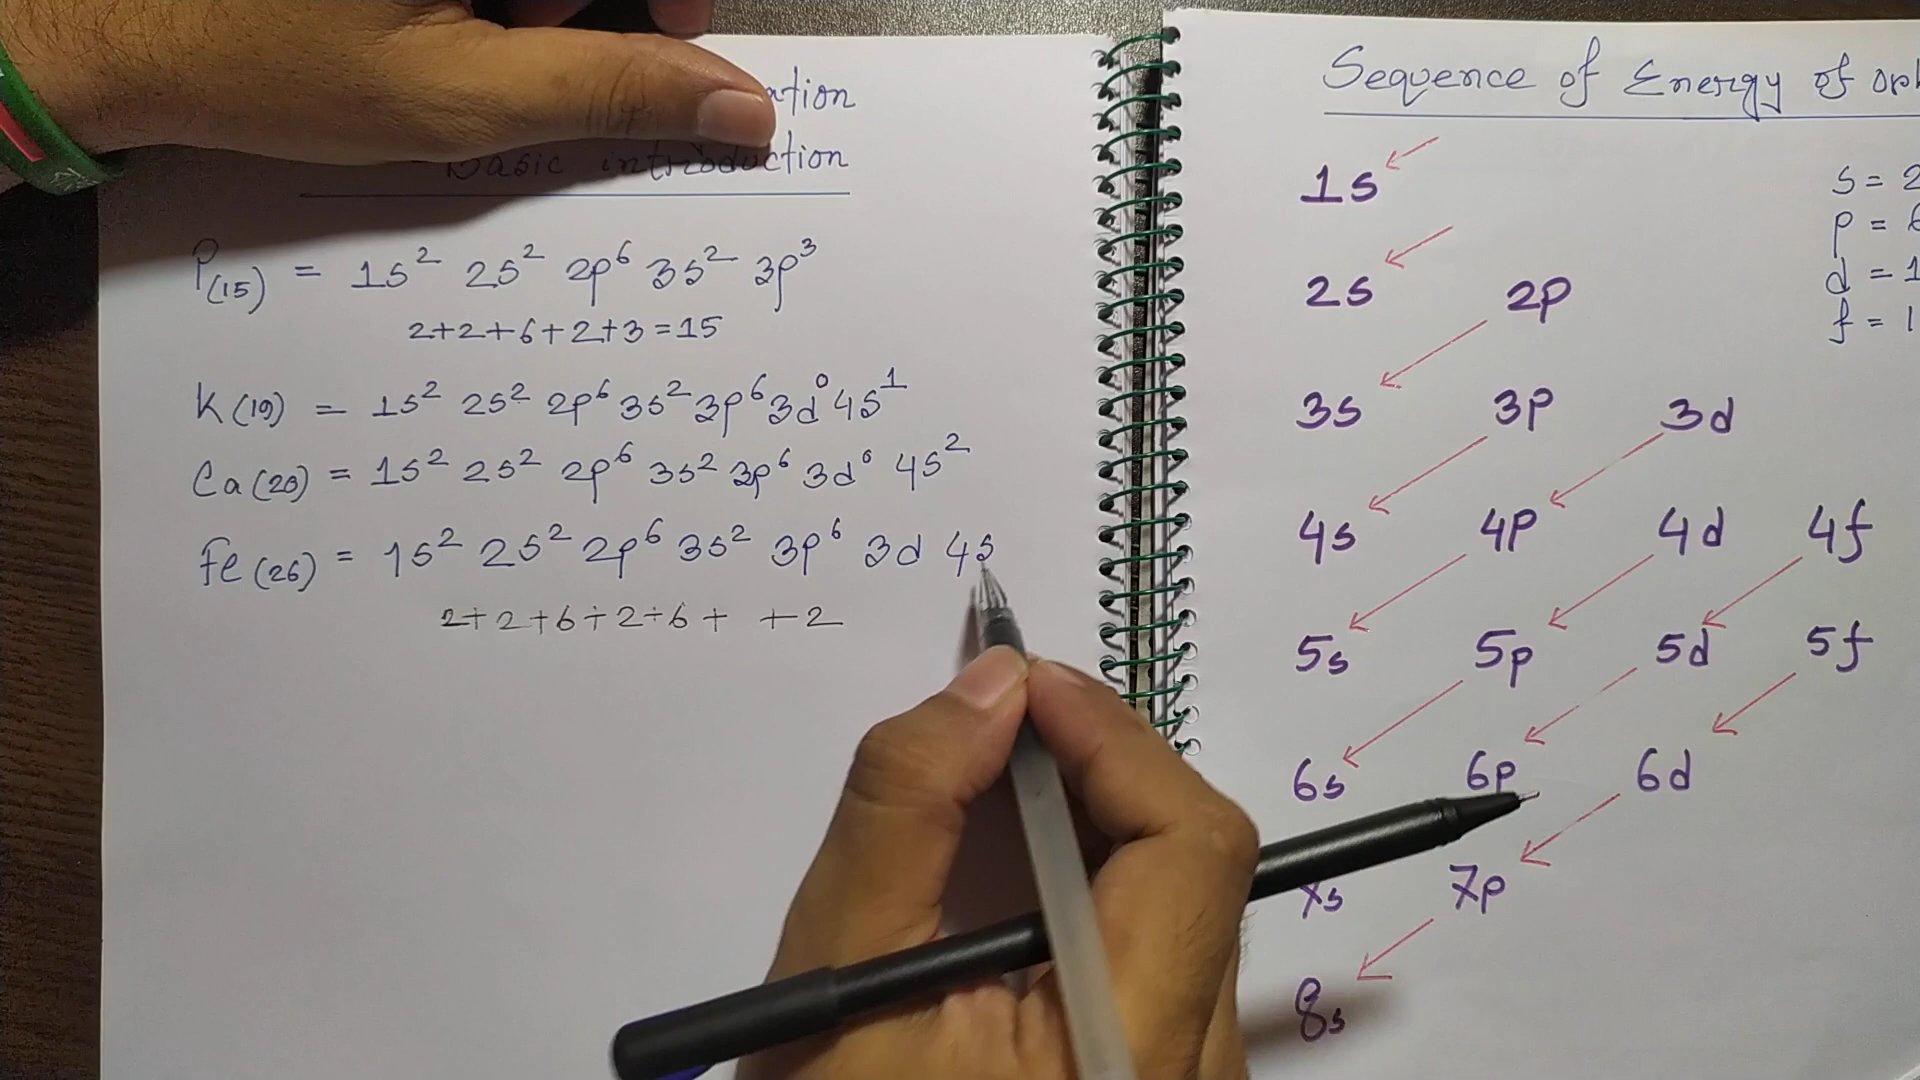 ation
Basic introduction
P(15) = 1s² 2s² 2p⁶ 3s² 3p³
2+2+6+2+3=15
K(19) = 1s² 2s² 2p⁶ 3s² 3p⁶ 3d⁰ 4s¹
Ca(20) = 1s² 2s² 2p⁶ 3s² 3p⁶ 3d⁰ 4s²
Fe(26) = 1s² 2s² 2p⁶ 3s² 3p⁶ 3d 4s
2+2+6+2+6+ +2
Sequence of Energy of orb
1s
2s 2p
3s 3p 3d
4s 4p 4d 4f
5s 5p 5d 5f
6s 6p 6d
7s 7p
8s
s = 2
p = 6
d = 1
f = 1